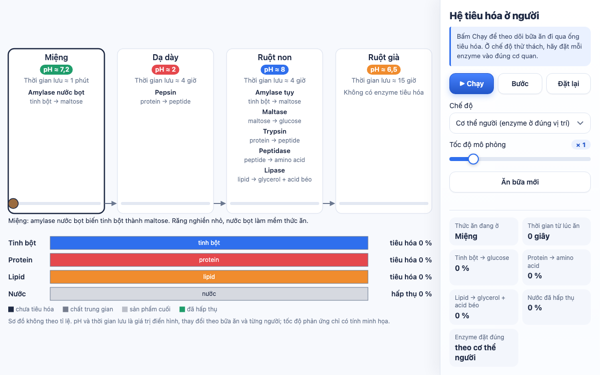 Miệng
pH ≈ 7,2
Thời gian lưu ≈ 1 phút
Amylase nước bọt
tinh bột → maltose
Dạ dày
pH ≈ 2
Thời gian lưu ≈ 4 giờ
Pepsin
protein → peptide
Ruột non
pH ≈ 8
Thời gian lưu ≈ 4 giờ
Amylase tụy
tinh bột → maltose
Maltase
maltose → glucose
Trypsin
protein → peptide
Peptidase
peptide → amino acid
Lipase
lipid → glycerol + acid béo
Ruột già
pH ≈ 6,5
Thời gian lưu ≈ 15 giờ
Không có enzyme tiêu hóa
Miệng: amylase nước bọt biến tinh bột thành maltose. Răng nghiền nhỏ, nước bọt làm mềm thức ăn.
Tinh bột tinh bột tiêu hóa 0 %
Protein protein tiêu hóa 0 %
Lipid lipid tiêu hóa 0 %
Nước nước hấp thụ 0 %
chưa tiêu hóa chất trung gian sản phẩm cuối đã hấp thụ
Sơ đồ không theo tỉ lệ. pH và thời gian lưu là giá trị điển hình, thay đổi theo bữa ăn và từng người; tốc độ phản ứng chỉ có tính minh họa.
Hệ tiêu hóa ở người
Bấm Chạy để theo dõi bữa ăn đi qua ống
tiêu hóa. Ở chế độ thử thách, hãy đặt mỗi
enzyme vào đúng cơ quan.
Chạy Bước Đặt lại
Chế độ
Cơ thể người (enzyme ở đúng vị trí)
Tốc độ mô phỏng × 1
Ăn bữa mới
Thức ăn đang ở
Miệng
Thời gian từ lúc ăn
0 giây
Tinh bột → glucose
0 %
Protein → amino
acid
0 %
Lipid → glycerol +
acid béo
0 %
Nước đã hấp thụ
0 %
Enzyme đặt đúng
theo cơ thể
người